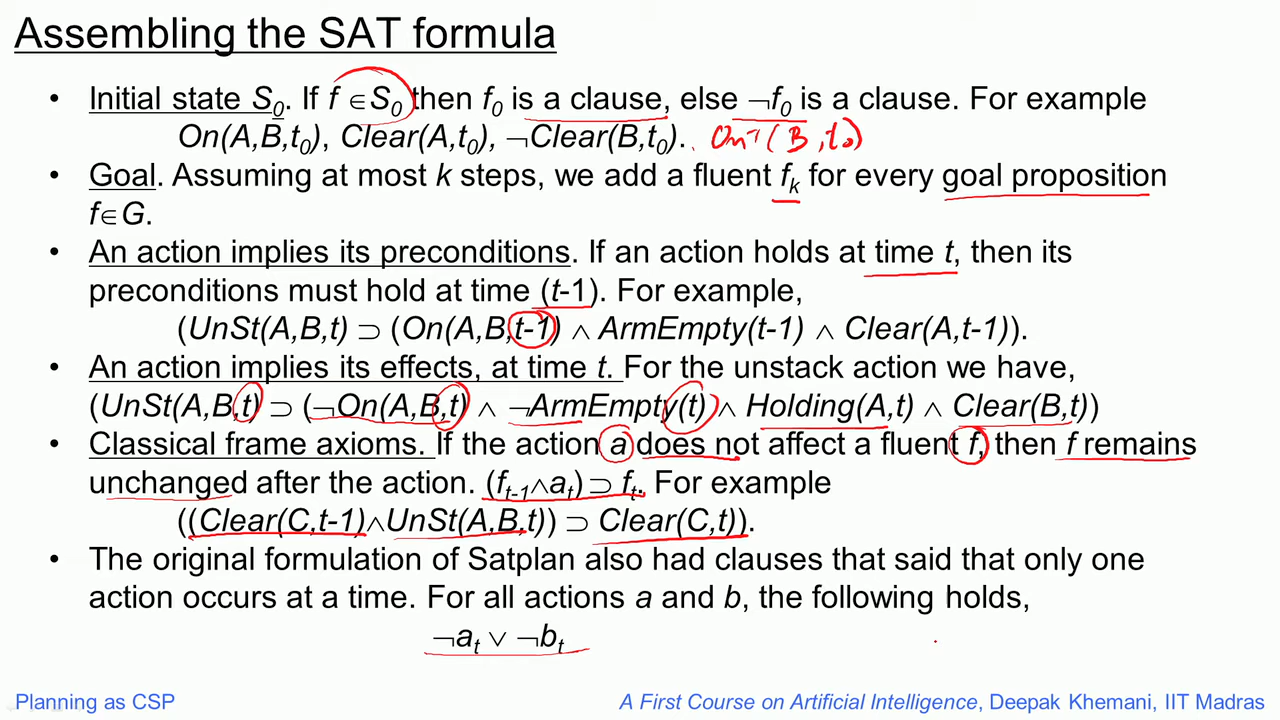 Assembling the SAT formula
• Initial state S₀. If f ∈S₀ then f₀ is a clause, else ¬f₀ is a clause. For example
On(A,B,t₀), Clear(A,t₀), ¬Clear(B,t₀). OnT(B,t₀)
• Goal. Assuming at most k steps, we add a fluent fₖ for every goal proposition
f∈G.
• An action implies its preconditions. If an action holds at time t, then its
preconditions must hold at time (t-1). For example,
(UnSt(A,B,t) ⊃ (On(A,B,t-1) ∧ ArmEmpty(t-1) ∧ Clear(A,t-1)).
• An action implies its effects, at time t. For the unstack action we have,
(UnSt(A,B,t) ⊃ (¬On(A,B,t) ∧ ¬ArmEmpty(t) ∧ Holding(A,t) ∧ Clear(B,t))
• Classical frame axioms. If the action a does not affect a fluent f, then f remains
unchanged after the action. (fₜ₋₁∧aₜ) ⊃ fₜ. For example
((Clear(C,t-1)∧UnSt(A,B,t)) ⊃ Clear(C,t)).
• The original formulation of Satplan also had clauses that said that only one
action occurs at a time. For all actions a and b, the following holds,
¬aₜ ∨ ¬bₜ
Planning as CSP
A First Course on Artificial Intelligence, Deepak Khemani, IIT Madras